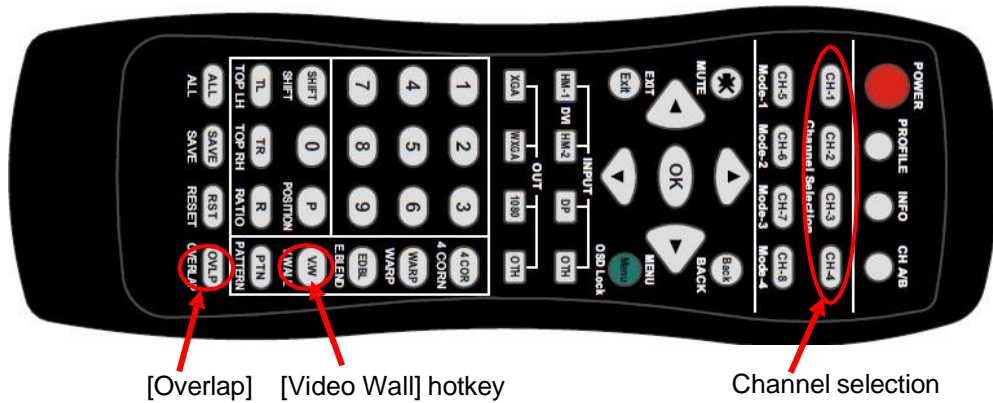 POWER PROFILE INFO CH A/B
CH-1 CH-2 CH-3 CH-4
Channel Selection
CH-5 CH-6 CH-7 CH-8
Mode-1 Mode-2 Mode-3 Mode-4
Back
MUTE BACK
Exit OK Menu
EXIT MENU
OSD Lock
INPUT
HM-1 DVI HM-2 DP OTH
OUT
XGA WXGA 1080 OTH
1 2 3 4COR
4 CORN
4 5 6 WARP
WARP
7 8 9 EDBL
E.BLEND
SHIFT 0 P V.W
SHIFT POSITION
TL TR R PTN
TOP LH TOP RH RATIO PATTERN
ALL SAVE RST OVLP
ALL SAVE RESET OVERLAP
[Overlap] [Video Wall] hotkey Channel selection